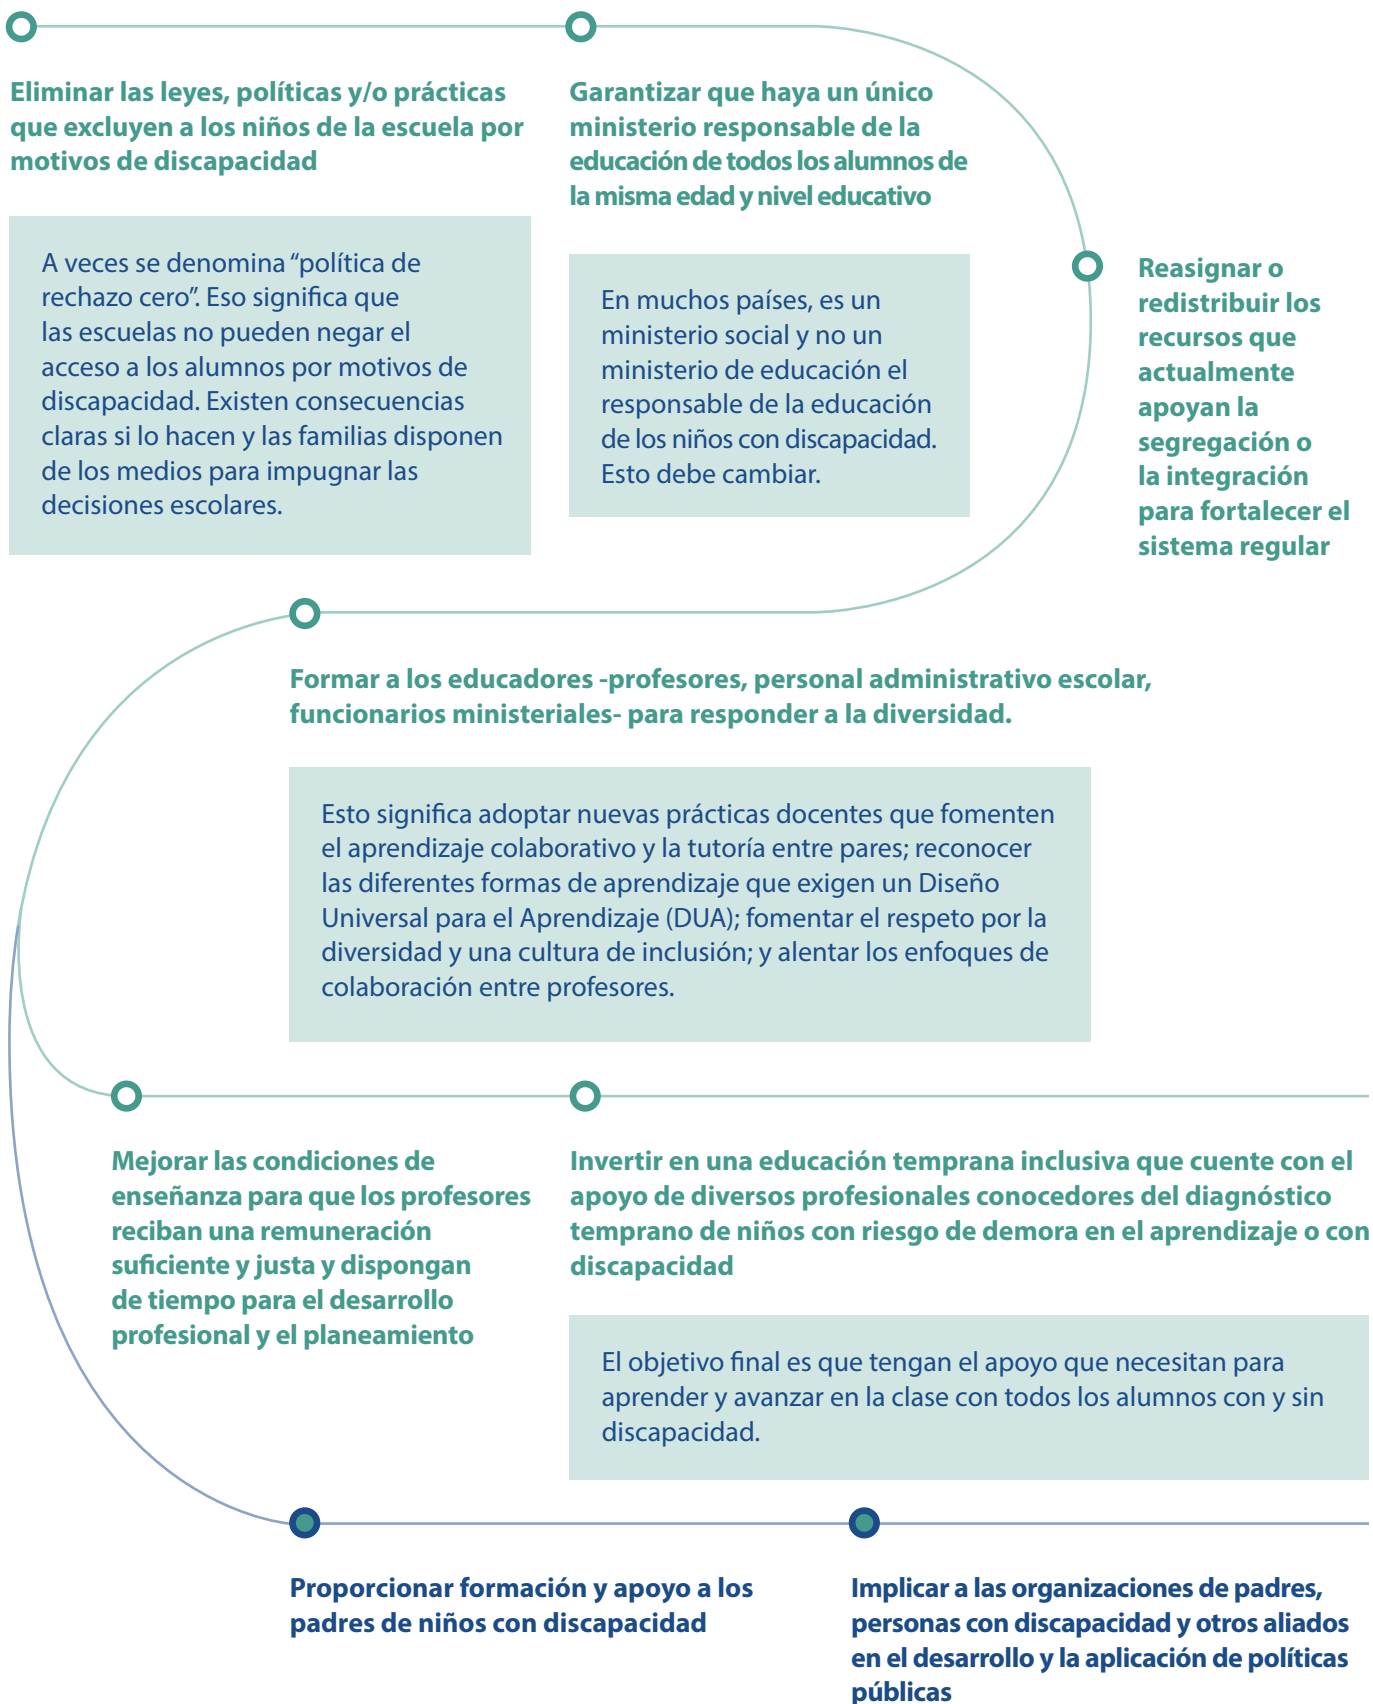 Eliminar las leyes, políticas y/o prácticas
que excluyen a los niños de la escuela por
motivos de discapacidad
A veces se denomina “política de
rechazo cero”. Eso significa que
las escuelas no pueden negar el
acceso a los alumnos por motivos de
discapacidad. Existen consecuencias
claras si lo hacen y las familias disponen
de los medios para impugnar las
decisiones escolares.
Garantizar que haya un único
ministerio responsable de la
educación de todos los alumnos de
la misma edad y nivel educativo
En muchos países, es un
ministerio social y no un
ministerio de educación el
responsable de la educación
de los niños con discapacidad.
Esto debe cambiar.
Reasignar o
redistribuir los
recursos que
actualmente
apoyan la
segregación o
la integración
para fortalecer el
sistema regular
Formar a los educadores -profesores, personal administrativo escolar,
funcionarios ministeriales- para responder a la diversidad.
Esto significa adoptar nuevas prácticas docentes que fomenten
el aprendizaje colaborativo y la tutoría entre pares; reconocer
las diferentes formas de aprendizaje que exigen un Diseño
Universal para el Aprendizaje (DUA); fomentar el respeto por la
diversidad y una cultura de inclusión; y alentar los enfoques de
colaboración entre profesores.
Mejorar las condiciones de
enseñanza para que los profesores
reciban una remuneración
suficiente y justa y dispongan
de tiempo para el desarrollo
profesional y el planeamiento
Invertir en una educación temprana inclusiva que cuente con el
apoyo de diversos profesionales conocedores del diagnóstico
temprano de niños con riesgo de demora en el aprendizaje o con
discapacidad
El objetivo final es que tengan el apoyo que necesitan para
aprender y avanzar en la clase con todos los alumnos con y sin
discapacidad.
Proporcionar formación y apoyo a los
padres de niños con discapacidad
Implicar a las organizaciones de padres,
personas con discapacidad y otros aliados
en el desarrollo y la aplicación de políticas
públicas